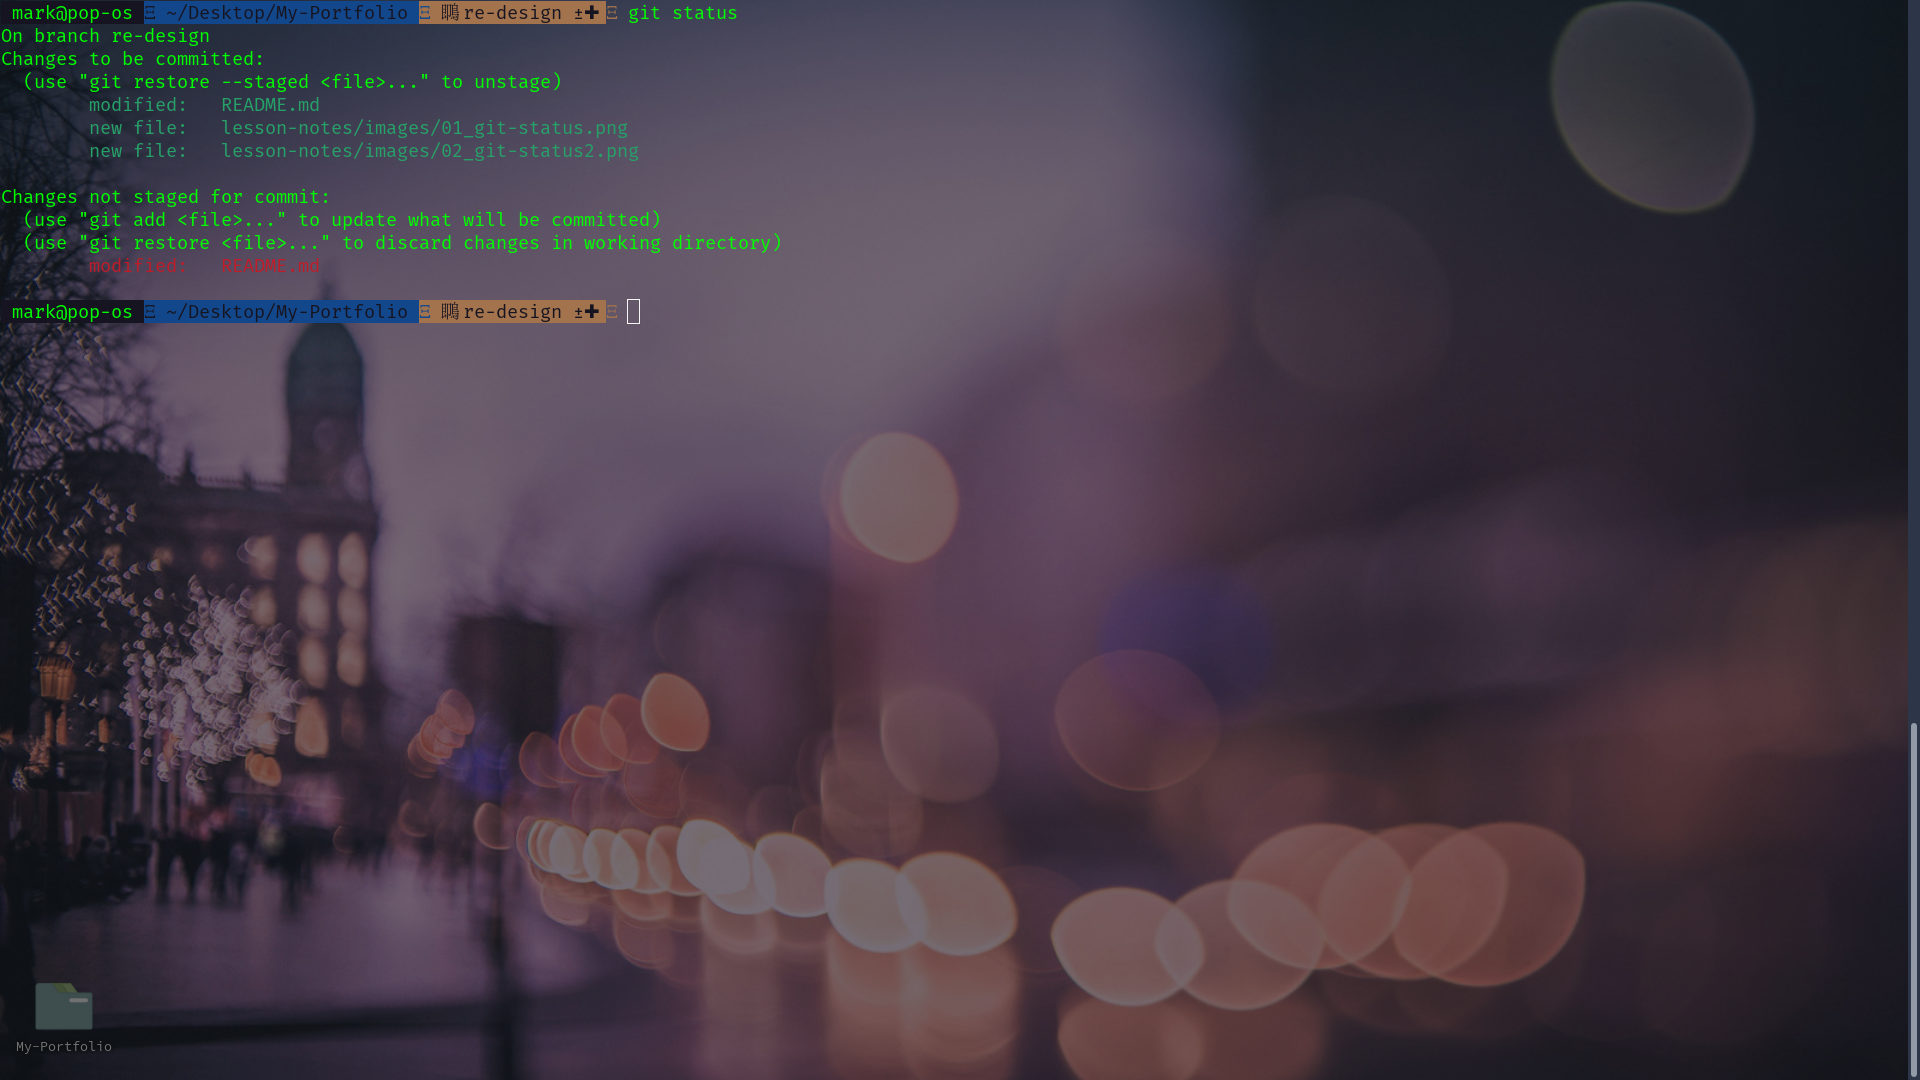 mark@pop-os ~/Desktop/My-Portfolio re-design ±✚ git status
On branch re-design
Changes to be committed:
  (use "git restore --staged <file>..." to unstage)
        modified:   README.md
        new file:   lesson-notes/images/01_git-status.png
        new file:   lesson-notes/images/02_git-status2.png

Changes not staged for commit:
  (use "git add <file>..." to update what will be committed)
  (use "git restore <file>..." to discard changes in working directory)
        modified:   README.md

mark@pop-os ~/Desktop/My-Portfolio re-design ±✚
My-Portfolio